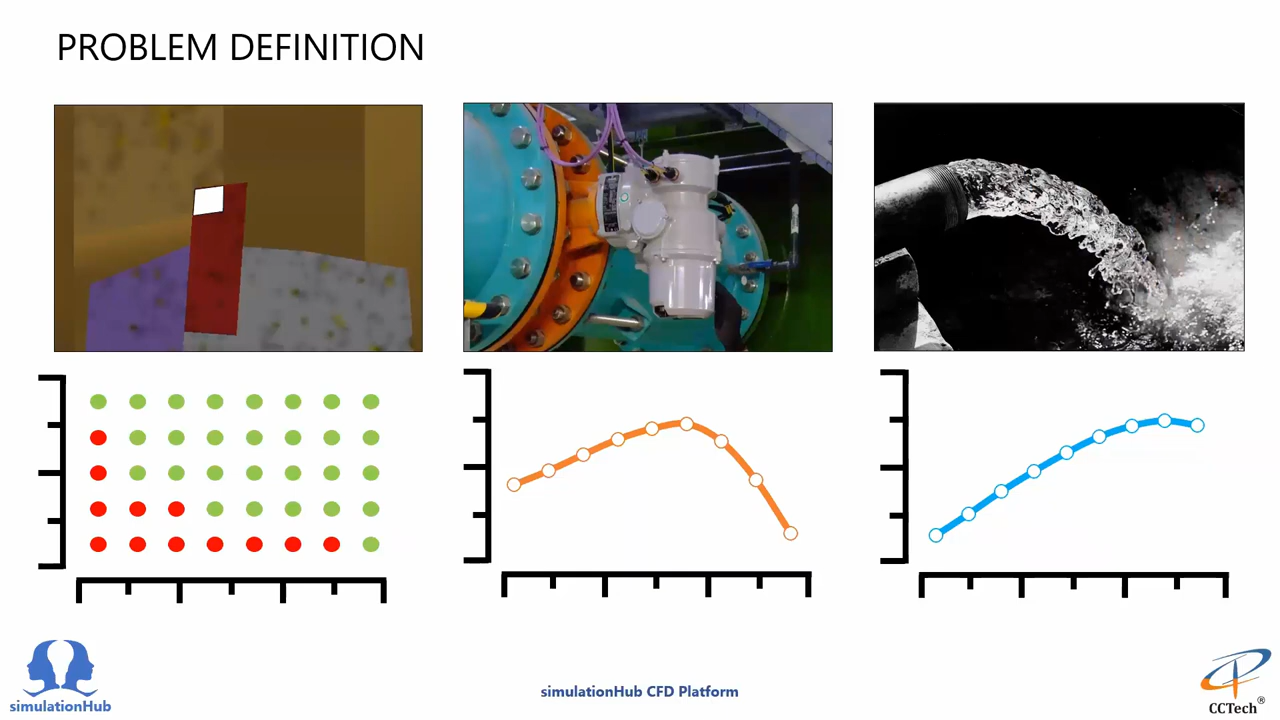 PROBLEM DEFINITION
simulationHub
simulationHub CFD Platform
CCTech®